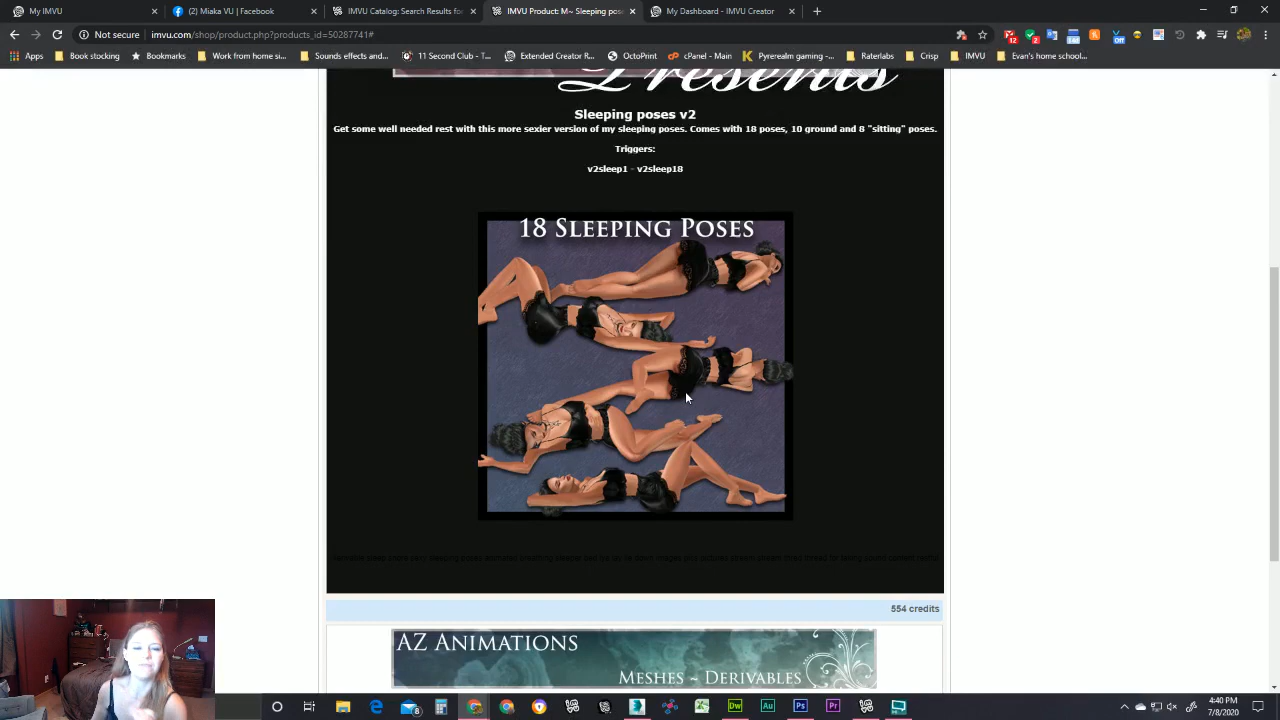 My IMVU
(2) Marz VU | Facebook
IMVU Catalog: Search Results fo
IMVU Product M~ Sleeping poses
My Dashboard - IMVU Creator
Not secure | imvu.com/shop/product.php?products_id=50287741#
Apps Book stocking Bookmarks Work from home si... Sound effects and... 11 Second Club - T... Extended Creator R... OctoPrint cPanel - Main Pyrerealm gaming -... Raterlabs Crisp IMVU Evan's home school...
Presents
Sleeping poses v2
Get some well needed rest with this more sexier version of my sleeping poses. Comes with 18 poses, 10 ground and 8 "sitting" poses.
Triggers:
v2sleep1 - v2sleep18
18 Sleeping Poses
554 credits
AZ Animations
Meshes ~ Derivables
4:40 PM
7/8/2020